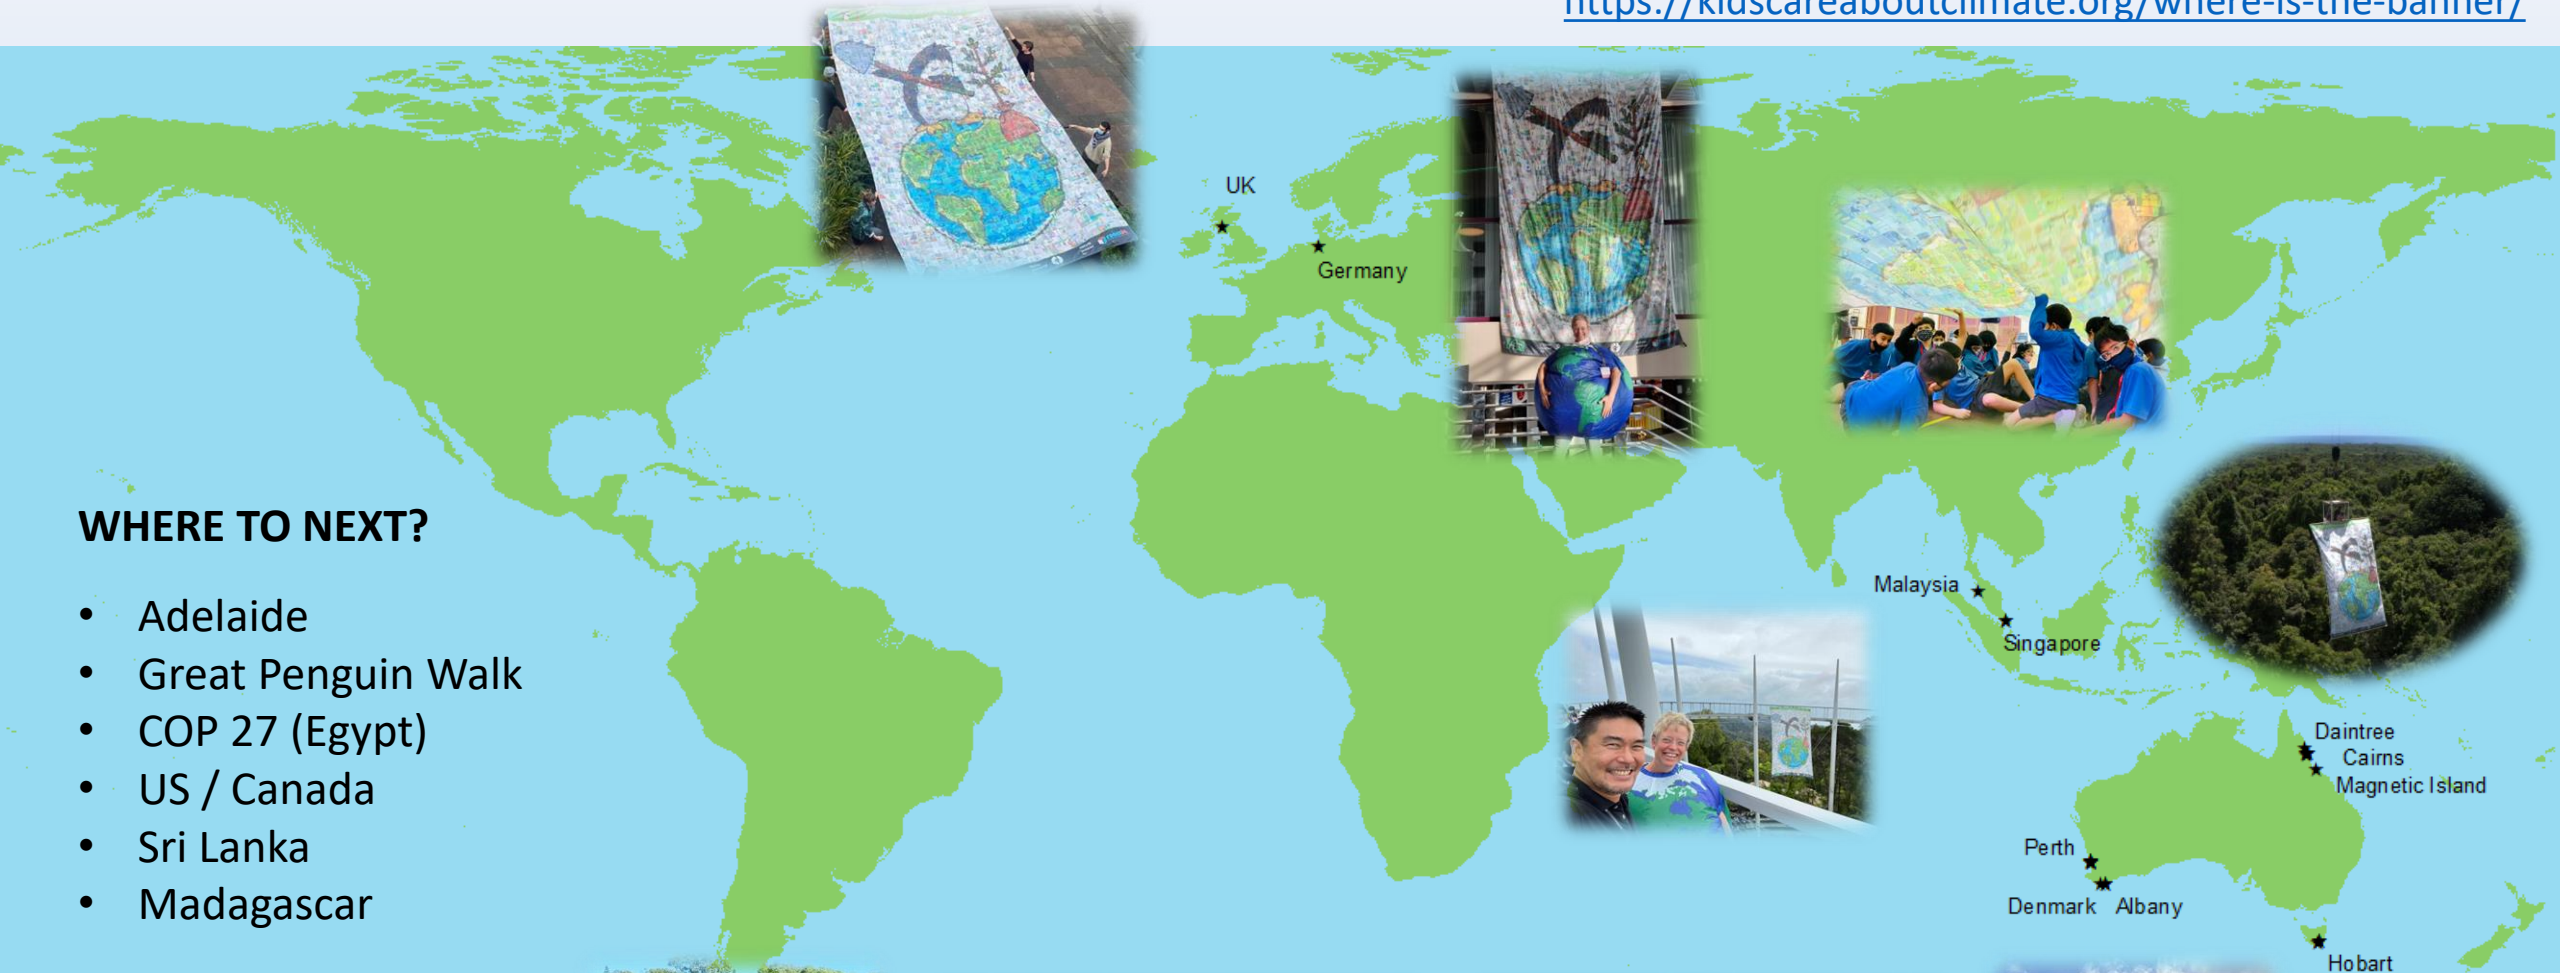 https://kidscareaboutclimate.org/where-is-the-banner/
UK
Germany
WHERE TO NEXT?
• Adelaide
• Great Penguin Walk
• COP 27 (Egypt)
• US / Canada
• Sri Lanka
• Madagascar
Malaysia
Singapore
Daintree
Cairns
Magnetic Island
Perth
Denmark Albany
Hobart